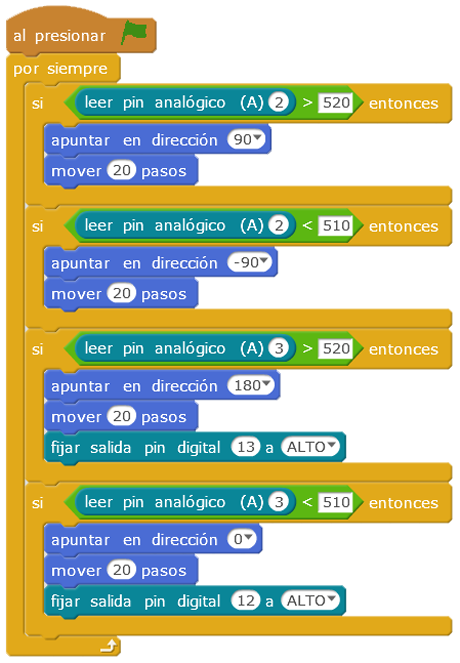 al presionar
por siempre
si leer pin analógico (A) 2 > 520 entonces
apuntar en dirección 90
mover 20 pasos
si leer pin analógico (A) 2 < 510 entonces
apuntar en dirección -90
mover 20 pasos
si leer pin analógico (A) 3 > 520 entonces
apuntar en dirección 180
mover 20 pasos
fijar salida pin digital 13 a ALTO
si leer pin analógico (A) 3 < 510 entonces
apuntar en dirección 0
mover 20 pasos
fijar salida pin digital 12 a ALTO